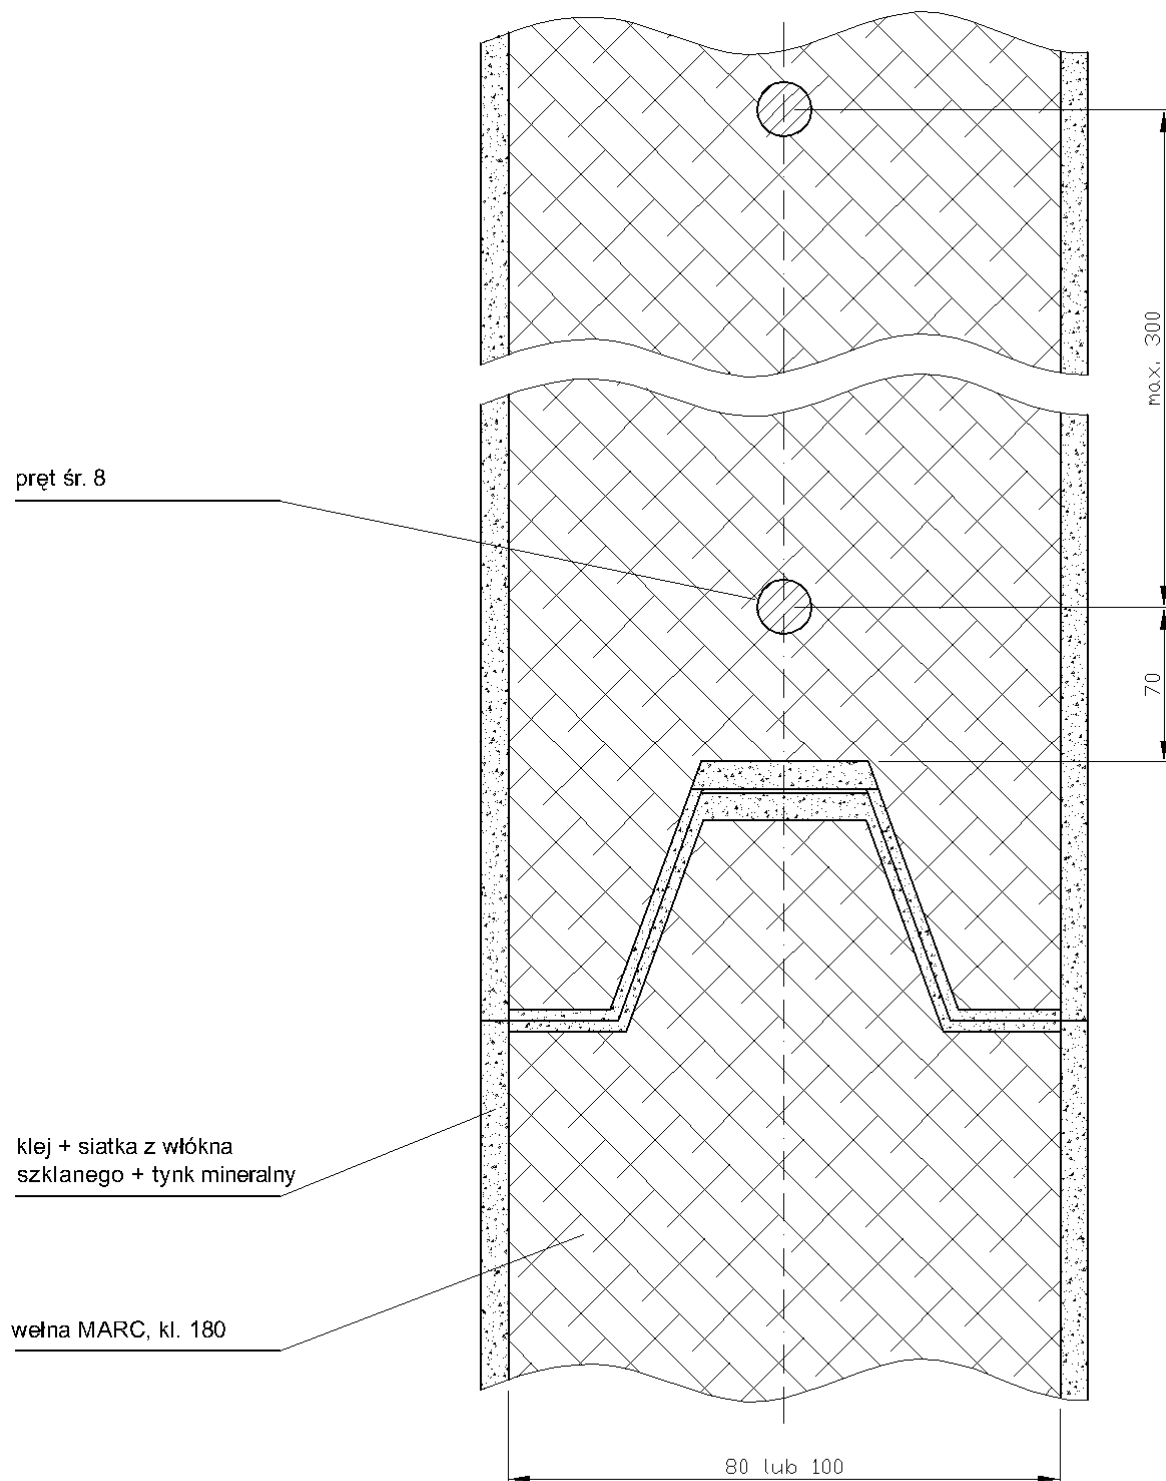 max. 300
pręt śr. 8
70
klej + siatka z włókna
szklanego + tynk mineralny
wełna MARC, kl. 180
80 lub 100